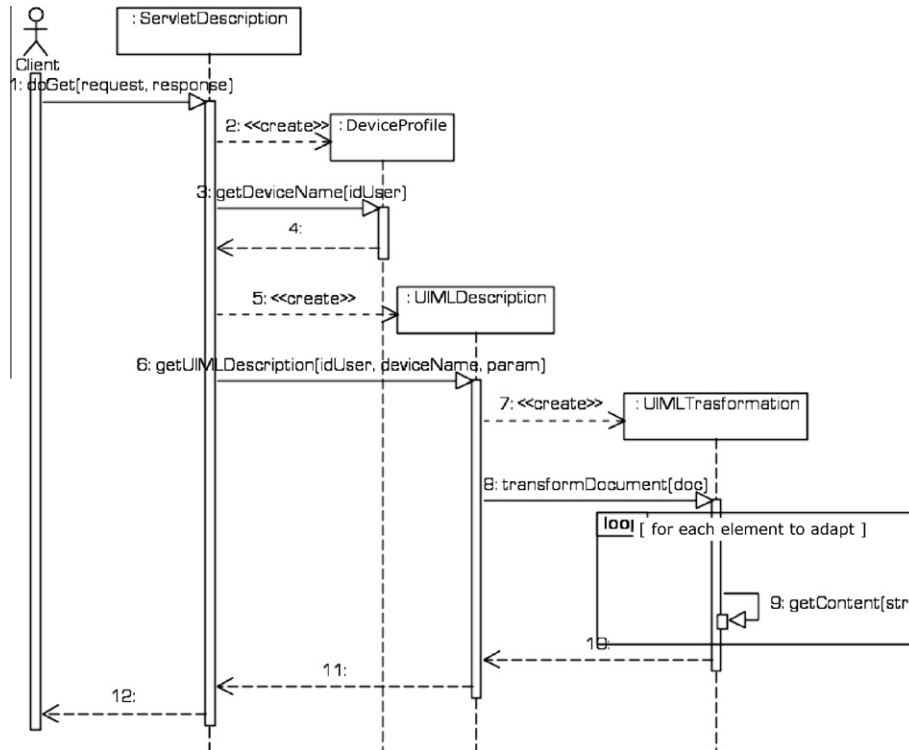 : ServletDescription
Client
1: doGet(request, response)
2: <<create>>
: DeviceProfile
3: getDeviceName(idUser)
4:
5: <<create>>
: UIMLDescription
6: getUIMLDescription(idUser, deviceName, param)
7: <<create>>
: UIMLTrasformation
8: transformDocument(doc)
loop [ for each element to adapt ]
9: getContent(str
10:
11:
12: